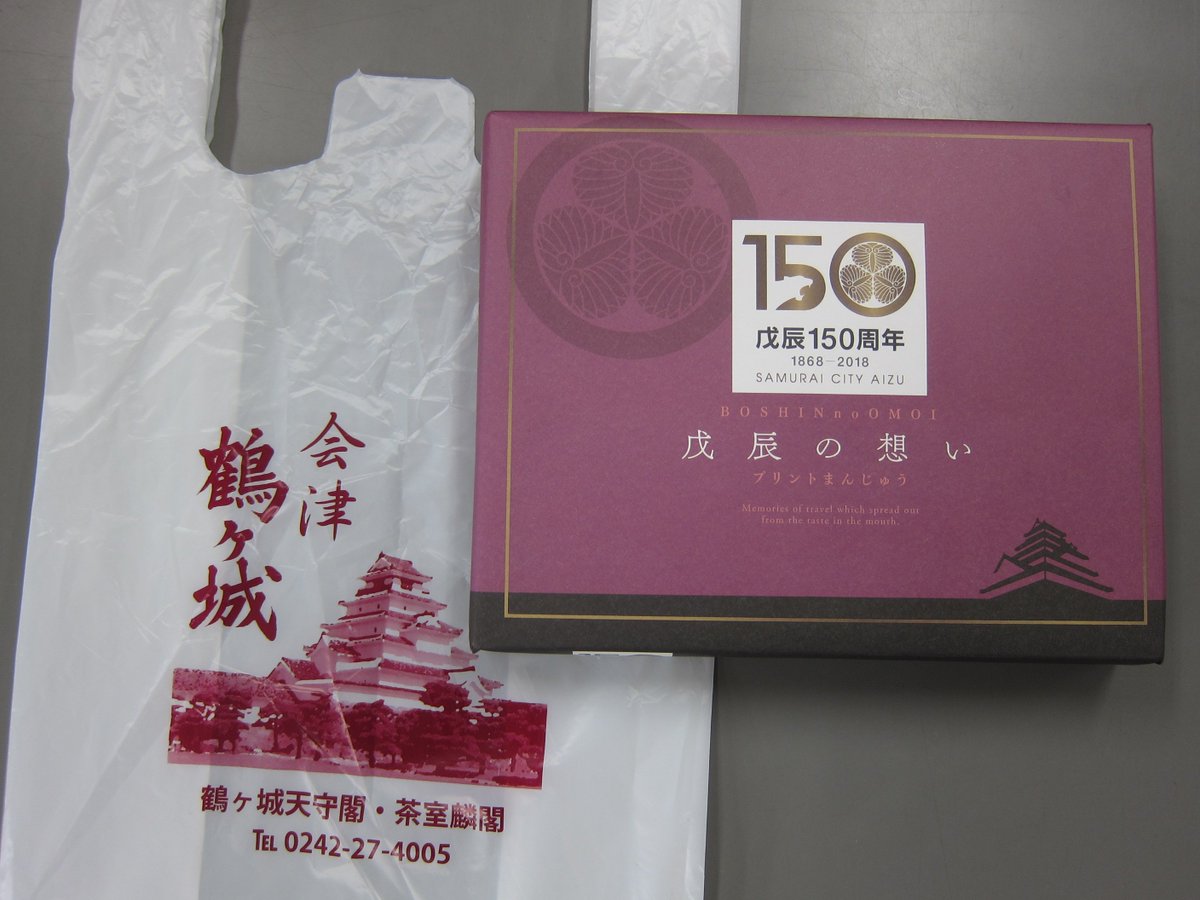 会津
鶴ヶ城
鶴ヶ城天守閣・茶室麟閣
TEL 0242-27-4005
150
戊辰150周年
1868-2018
SAMURAI CITY AIZU
BOSHINnoOMOI
戊辰の想い
プリントまんじゅう
Memories of travel which spread out
from the taste in the mouth.